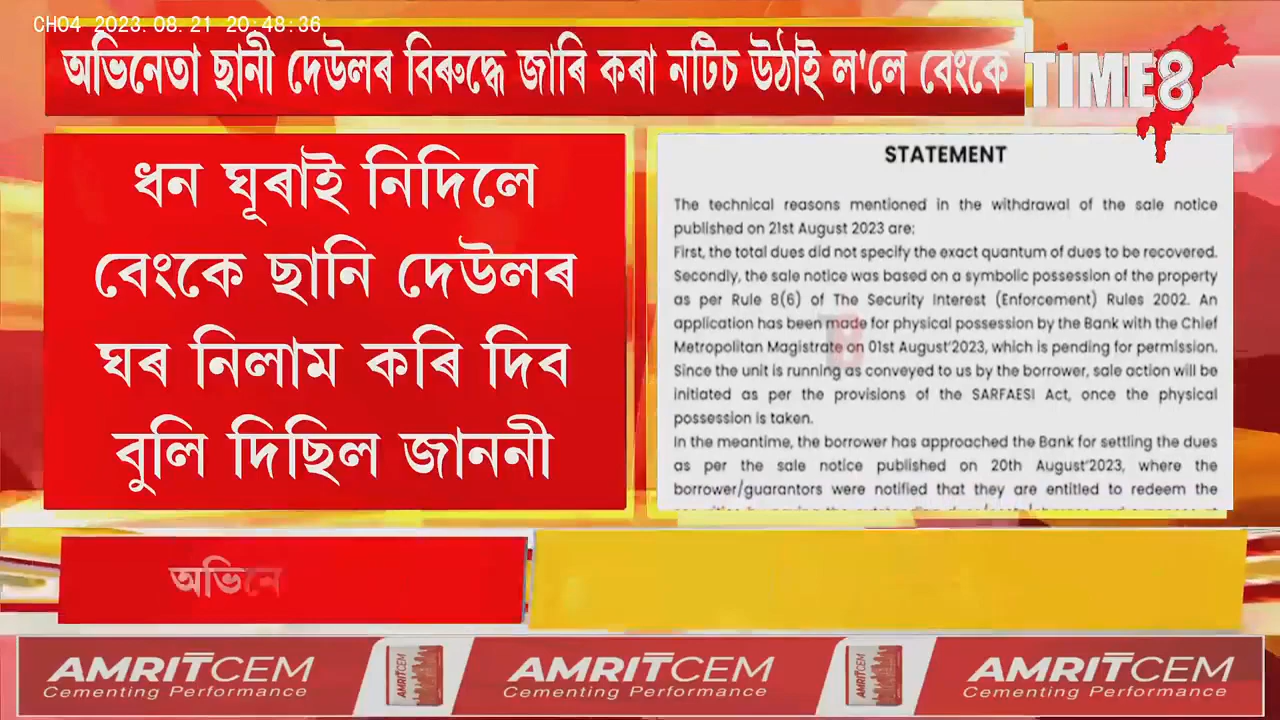 CH04 2023.08.21 20:48:36
অভিনেতা ছানী দেউলৰ বিৰুদ্ধে জাৰি কৰা নটিচ উঠাই ল'লে বেংকে
TIME8
ধন ঘূৰাই নিদিলে
বেংকে ছানি দেউলৰ
ঘৰ নিলাম কৰি দিব
বুলি দিছিল জাননী
STATEMENT
The technical reasons mentioned in the withdrawal of the sale notice
published on 21st August 2023 are;
First, the total dues did not specify the exact quantum of dues to be recovered.
Secondly, the sale notice was based on a symbolic possession of the property
as per Rule 8(6) of The Security Interest (Enforcement) Rules 2002. An
application has been made for physical possession by the Bank with the Chief
Metropolitan Magistrate on 01st August'2023, which is pending for permission.
Since the unit is running as conveyed to us by the borrower, sale action will be
initiated as per the provisions of the SARFAESI Act, once the physical
possession is taken.
In the meantime, the borrower has approached the Bank for settling the dues
as per the sale notice published on 20th August'2023, where the
borrower/guarantors were notified that they are entitled to redeem the
অভিনে
AMRITCEM AMRITCEM AMRITCEM
Cementing Performance Cementing Performance Cementing Performance